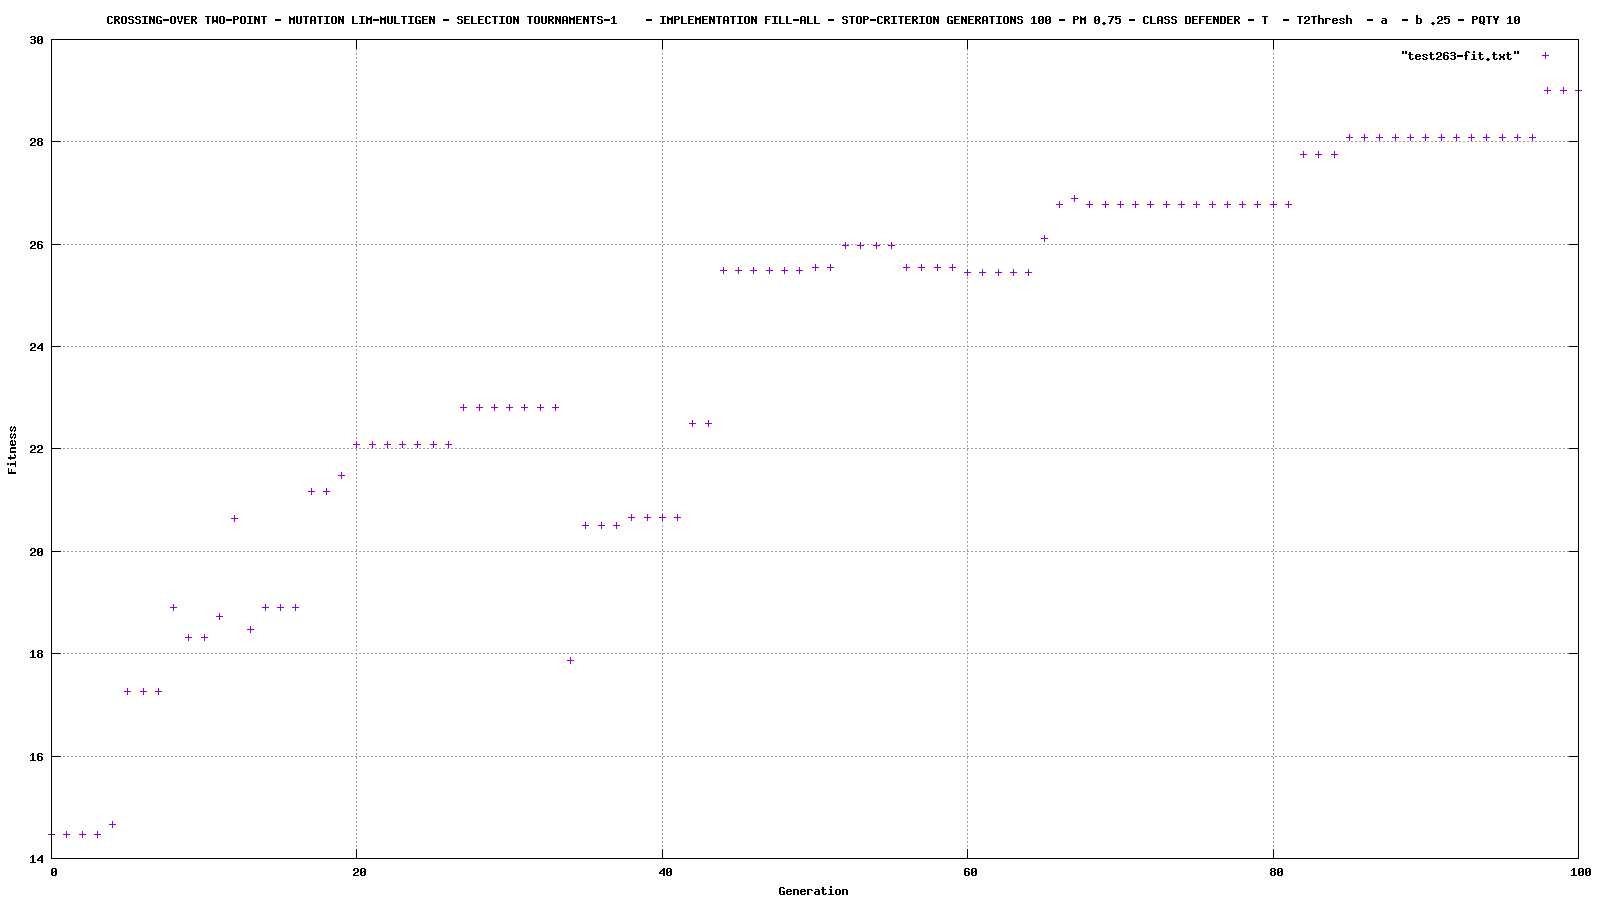 CROSSING-OVER TWO-POINT - MUTATION LIM-MULTIGEN - SELECTION TOURNAMENTS-1    - IMPLEMENTATION FILL-ALL - STOP-CRITERION GENERATIONS 100 - PM 0.75 - CLASS DEFENDER - T  - T2Thresh  - a  - b .25 - PQTY 10
"test263-fit.txt"
30
28
26
24
22
20
18
16
14
Fitness
0 20 40 60 80 100
Generation